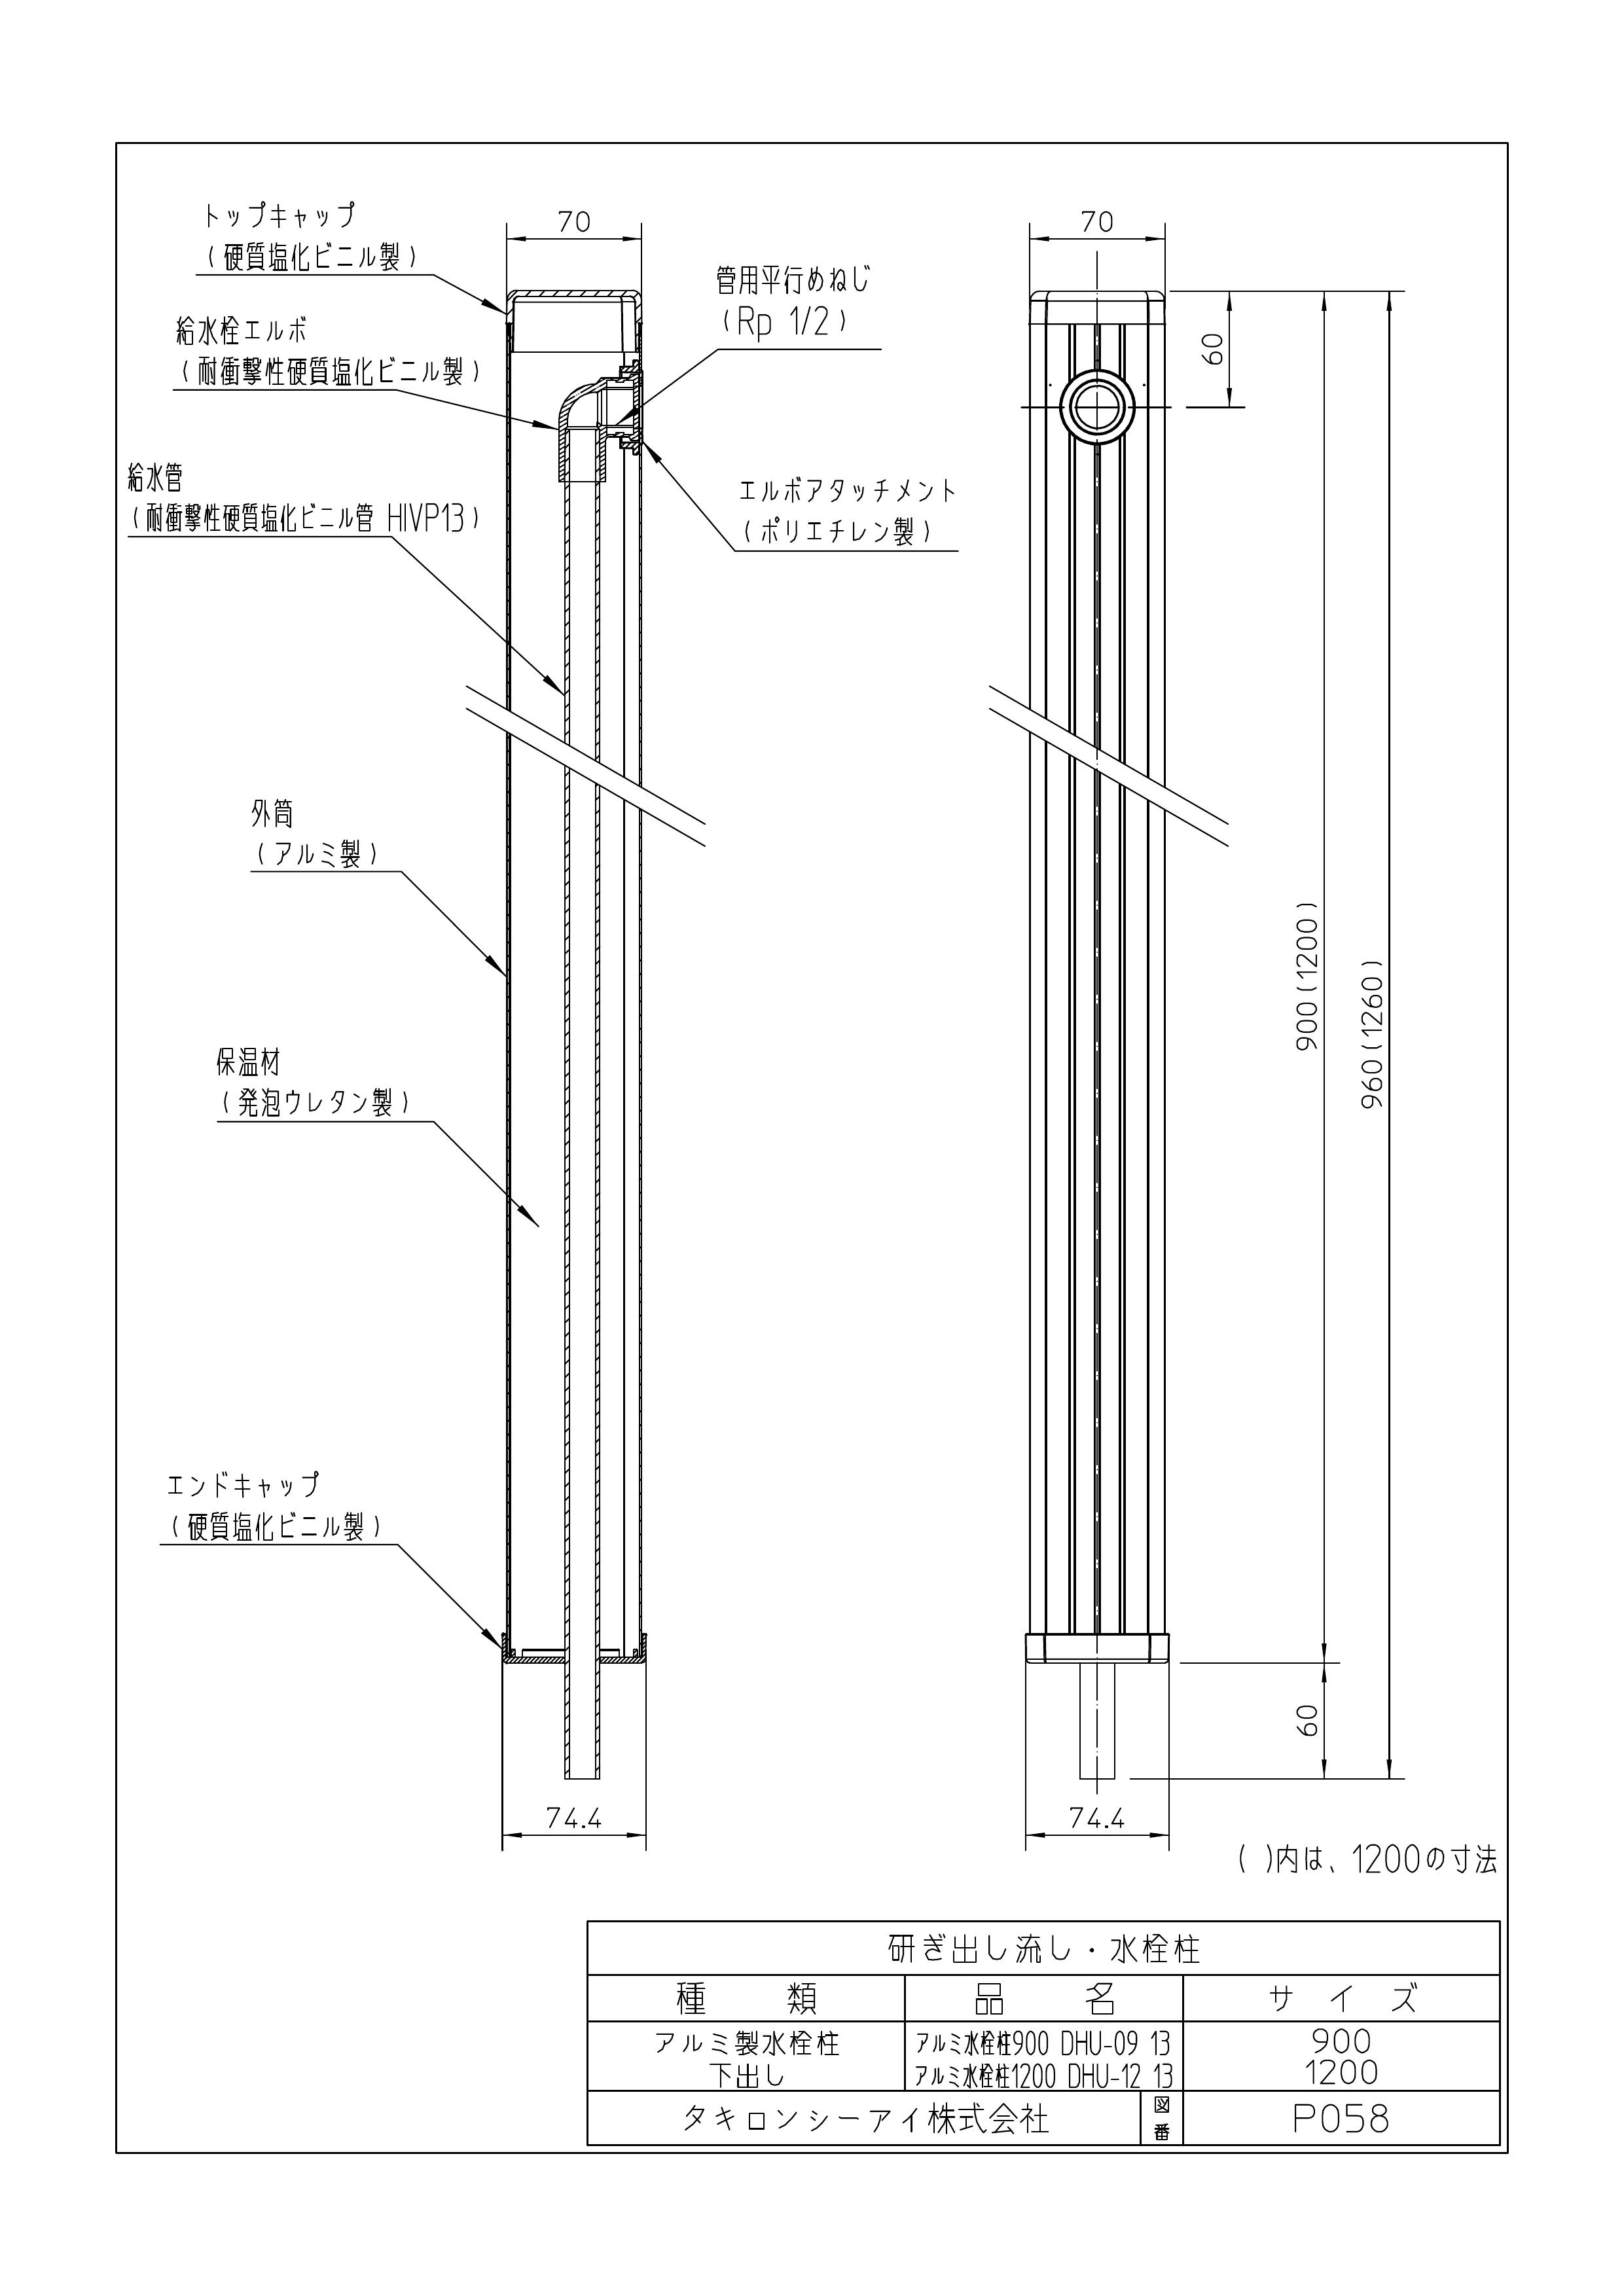 トップキャップ
(硬質塩化ビニル製)
70
管用平行めねじ
(Rp 1/2)
給水栓エルボ
(耐衝撃性硬質塩化ビニル製)
給水管
(耐衝撃性硬質塩化ビニル管 HIVP13)
エルボアタッチメント
(ポリエチレン製)
外筒
(アルミ製)
保温材
(発泡ウレタン製)
エンドキャップ
(硬質塩化ビニル製)
74.4
70
60
900(1200)
960(1260)
60
74.4
( )内は、1200の寸法
研ぎ出し流し・水栓柱
種 類 品 名 サ イ ズ
アルミ製水栓柱 アルミ水栓柱900 DHU-09 13 900
下出し アルミ水栓柱1200 DHU-12 13 1200
タキロンシーアイ株式会社 図番 P058